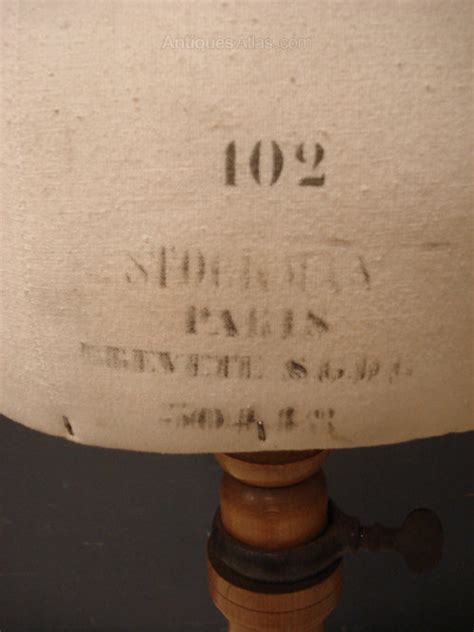 AntiquesAtlas.com
102
STOCKMAN
PARIS
BREVETE S.G.D.G.